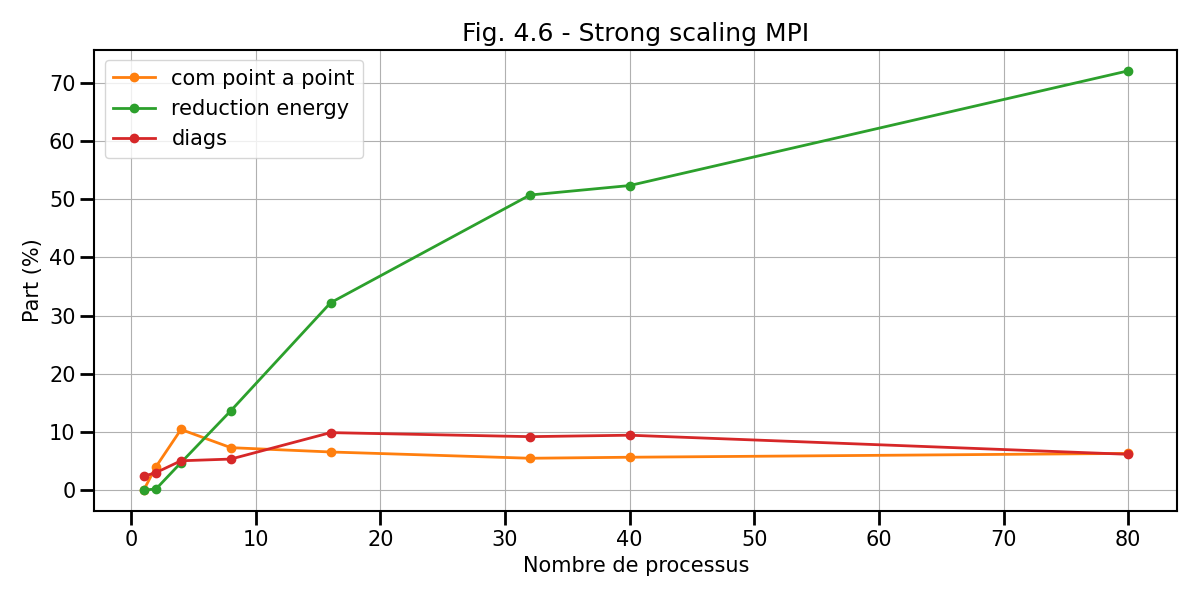 Fig. 4.6 - Strong scaling MPI
com point a point
reduction energy
diags
Part (%)
70
60
50
40
30
20
10
0
0 10 20 30 40 50 60 70 80
Nombre de processus